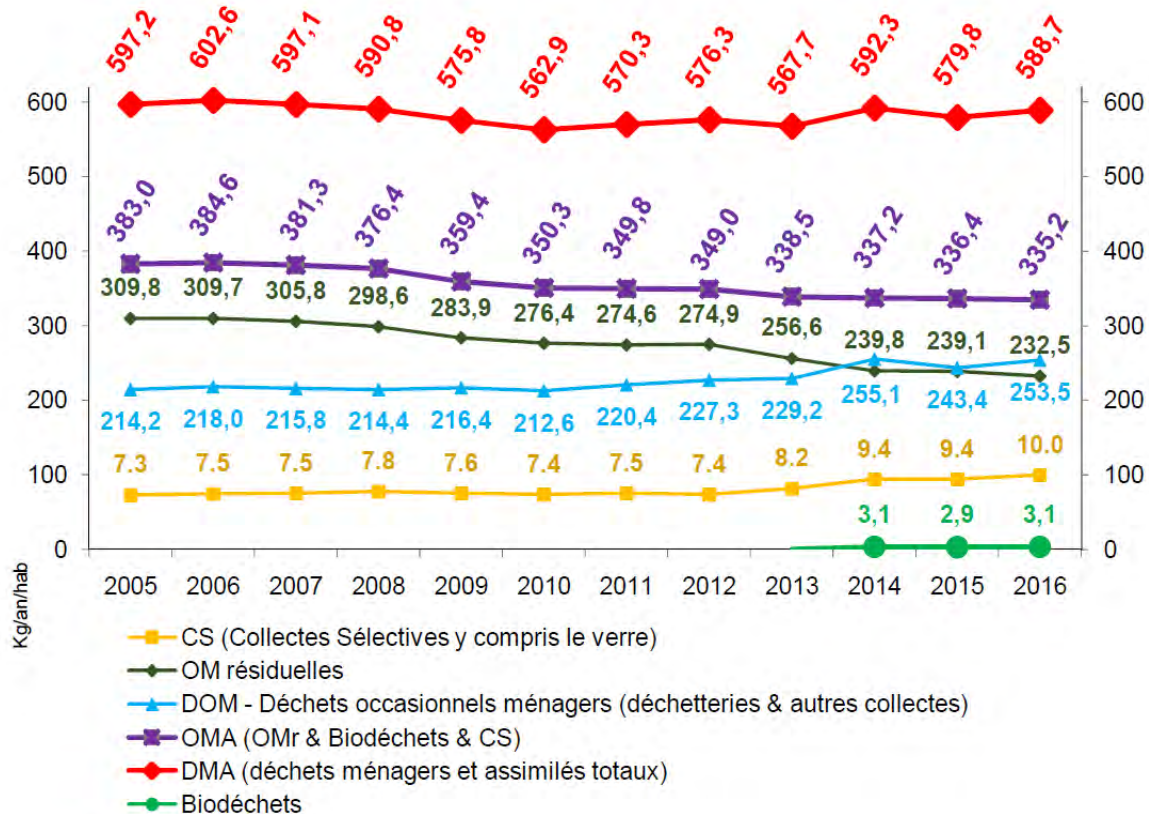 597,2 602,6 597,1 590,8 575,8 562,9 570,3 576,3 567,7 592,3 579,8 588,7
600 600
500 500
383,0 384,6 381,3 376,4 359,4 350,3 349,8 349,0 338,5 337,2 336,4 335,2
400 400
309,8 309,7 305,8 298,6 283,9 276,4 274,6 274,9 256,6 239,8 239,1 232,5
300 300
200 200
214,2 218,0 215,8 214,4 216,4 212,6 220,4 227,3 229,2 255,1 243,4 253,5
7.3 7.5 7.5 7.8 7.6 7.4 7.5 7.4 8.2 9.4 9.4 10.0
100 100
3,1 2,9 3,1
0 0
2005 2006 2007 2008 2009 2010 2011 2012 2013 2014 2015 2016
Kg/an/hab
CS (Collectes Sélectives y compris le verre)
OM résiduelles
DOM - Déchets occasionnels ménagers (déchetteries & autres collectes)
OMA (OMr & Biodéchets & CS)
DMA (déchets ménagers et assimilés totaux)
Biodéchets